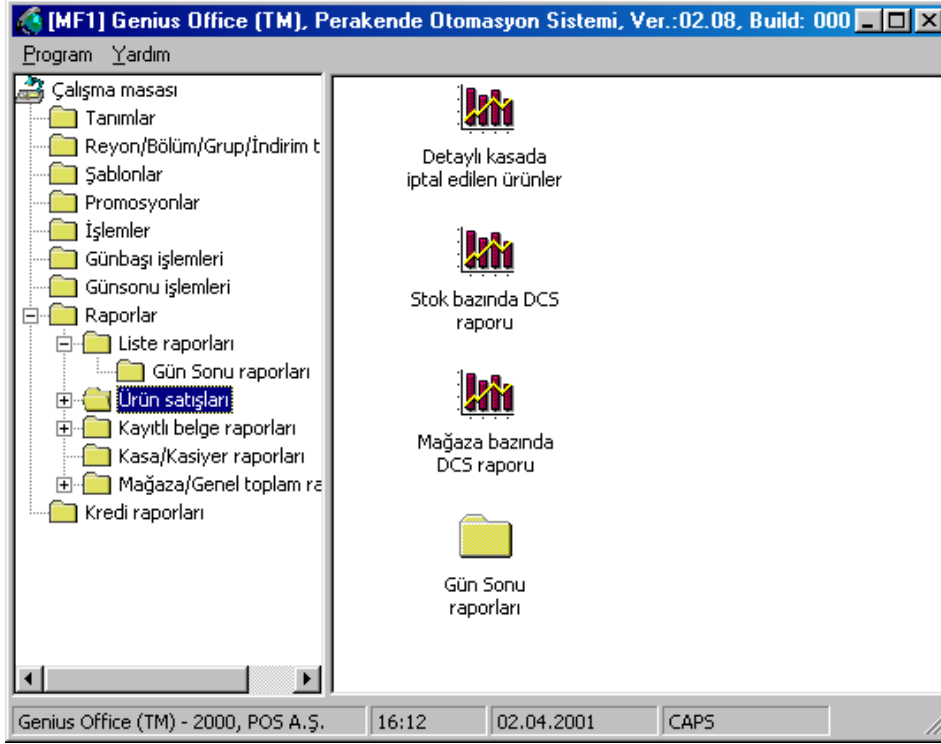 [MF1] Genius Office (TM), Perakende Otomasyon Sistemi, Ver.:02.08, Build: 000
Program Yardım
Çalışma masası
Tanımlar
Reyon/Bölüm/Grup/İndirim t
Şablonlar
Promosyonlar
İşlemler
Günbaşı işlemleri
Günsonu işlemleri
Raporlar
Liste raporları
Gün Sonu raporları
Ürün satışları
Kayıtlı belge raporları
Kasa/Kasiyer raporları
Mağaza/Genel toplam ra
Kredi raporları
Detaylı kasada
iptal edilen ürünler
Stok bazında DCS
raporu
Mağaza bazında
DCS raporu
Gün Sonu
raporları
Genius Office (TM) - 2000, POS A.Ş. 16:12 02.04.2001 CAPS